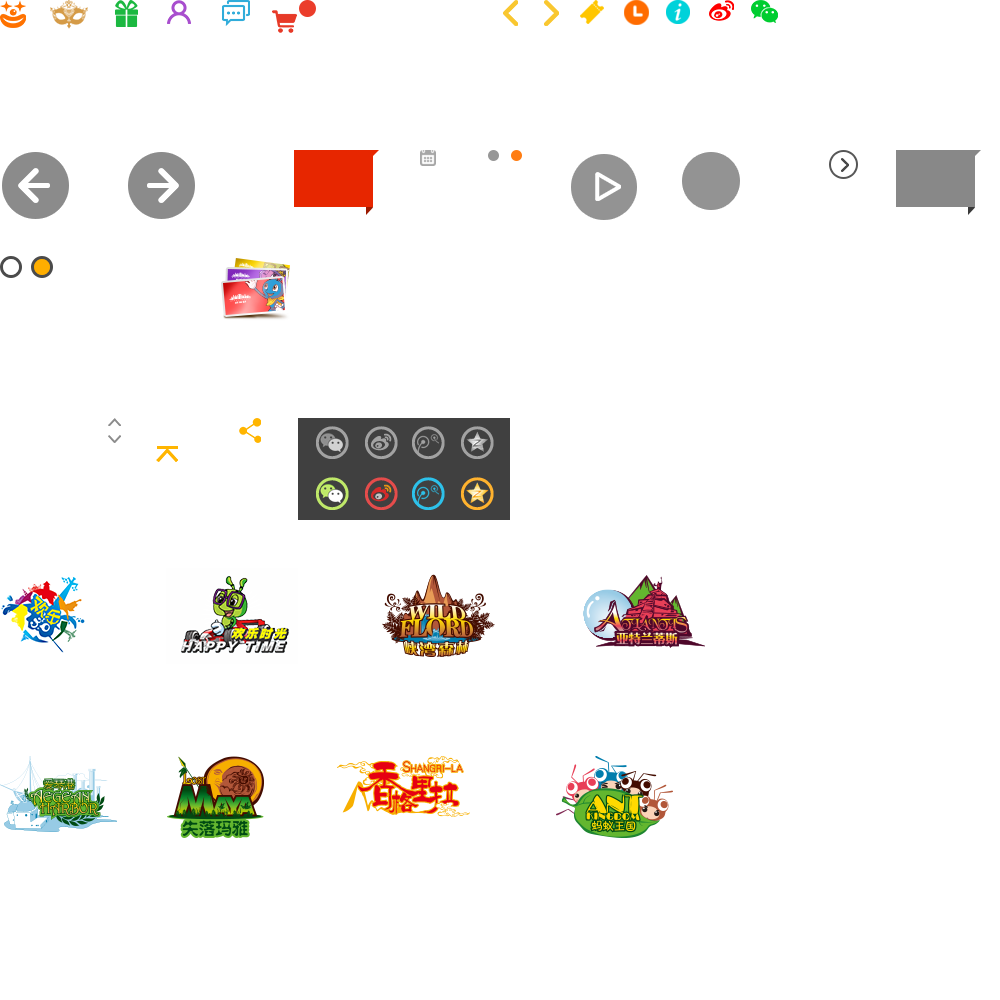 欢乐时光
HAPPY TIME
WILD
FLORD
峡湾森林
亚特兰蒂斯
爱琴港
AEGEAN
HARBOR
LOST
MAYA
失落玛雅
SHANGRI-LA
香格里拉
ANT
KINGDOM
蚂蚁王国